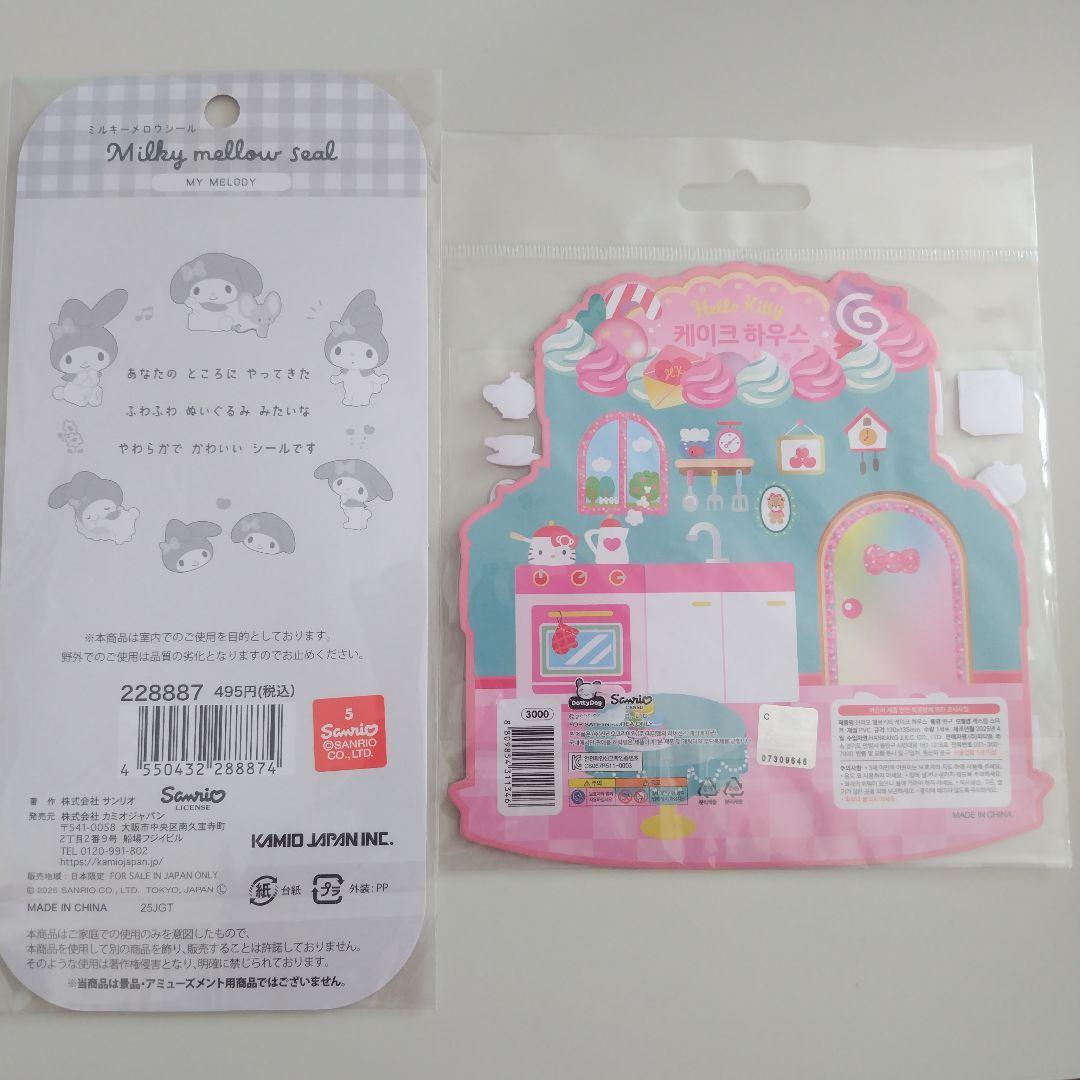 ミルキーメロウシール
Milky mellow seal
MY MELODY
あなたの ところに やってきた
ふわふわ ぬいぐるみ みたいな
やわらかで かわいい シールです
※本商品は室内でのご使用を目的としております。
野外でのご使用は品質の劣化となりますのでお止めください。
228887 495円(税込)
4 550432 288874
5
Sanrio
©SANRIO
CO., LTD.
著 作 株式会社 サンリオ
Sanrio
LICENSE
発売元 株式会社 カミオジャパン
〒541-0058 大阪市中央区南久宝寺町
2丁目2番9号 船場フジイビル
TEL 0120-991-802
https://kamiojapan.jp/
KAMIO JAPAN INC.
販売地域:日本限定 FOR SALE IN JAPAN ONLY
© 2025 SANRIO CO., LTD. TOKYO, JAPAN Ⓛ
MADE IN CHINA 25JGT
紙 台紙 プラ 外装:PP
本商品はご家庭での使用のみを意図したもので、
本商品を使用して別の商品を飾り、販売することは許諾しておりません。
そのような使用は著作権侵害となり、明確に禁じられております。
※当商品は景品・アミューズメント用商品ではございません。
Hello Kitty
케이크 하우스
HK
3000
DottyDog
Sanrio
LICENSE
8 809894 131346
C
07309646
MADE IN CHINA